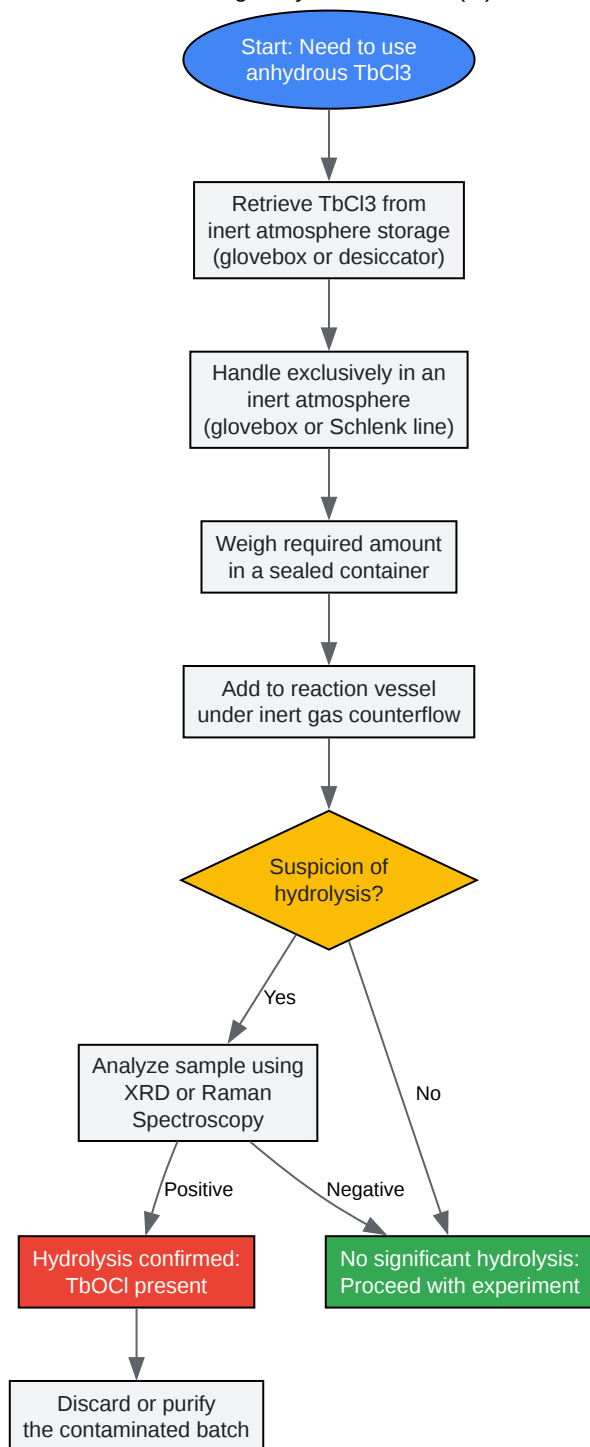 Start: Need to use
anhydrous TbCl3
Retrieve TbCl3 from
inert atmosphere storage
(glovebox or desiccator)
Handle exclusively in an
inert atmosphere
(glovebox or Schlenk line)
Weigh required amount
in a sealed container
Add to reaction vessel
under inert gas counterflow
Suspicion of
hydrolysis?
Yes
No
Analyze sample using
XRD or Raman
Spectroscopy
Positive
Negative
Hydrolysis confirmed:
TbOCl present
No significant hydrolysis:
Proceed with experiment
Discard or purify
the contaminated batch